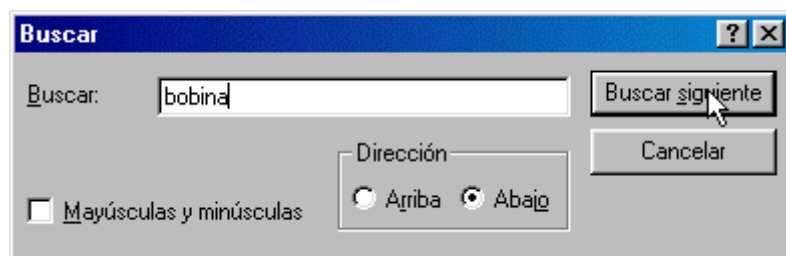 Buscar
Buscar: bobina Buscar siguiente
Dirección Cancelar
Mayúsculas y minúsculas Arriba Abajo